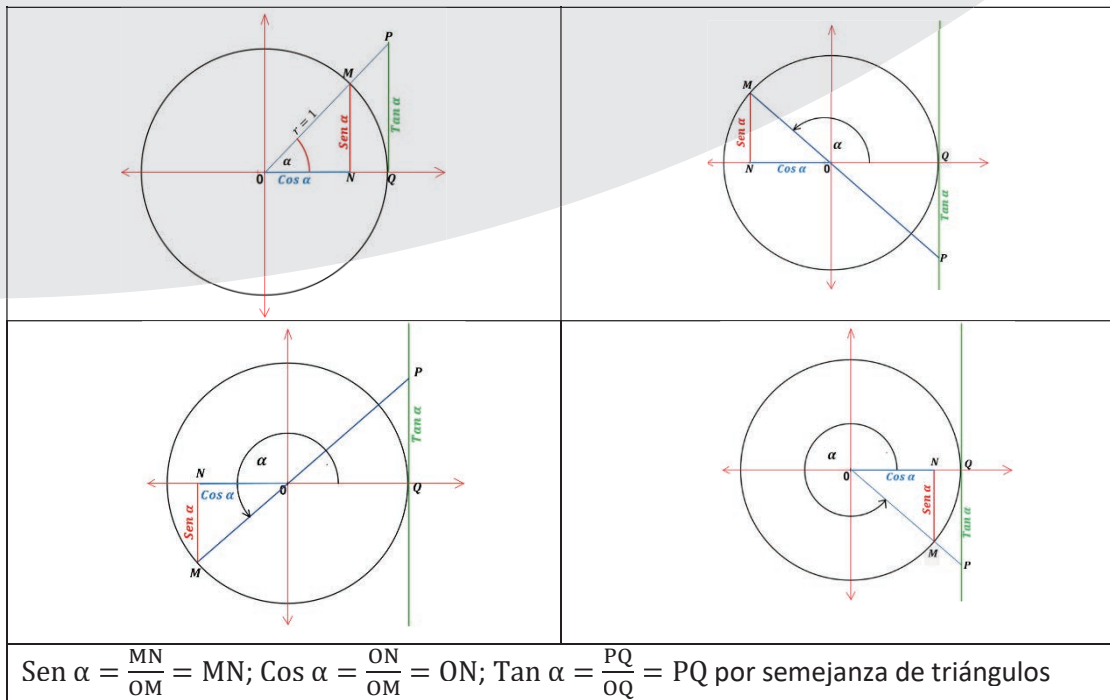 P
M
r = 1
Sen α
Tan α
α
0
Cos α
N
Q
M
Sen α
α
Q
N
Cos α
0
Tan α
P
P
Tan α
α
N
Cos α
0
Q
Sen α
M
α
0
Cos α
N
Q
Sen α
Tan α
M
P
Sen α = MN/OM = MN; Cos α = ON/OM = ON; Tan α = PQ/OQ = PQ por semejanza de triángulos